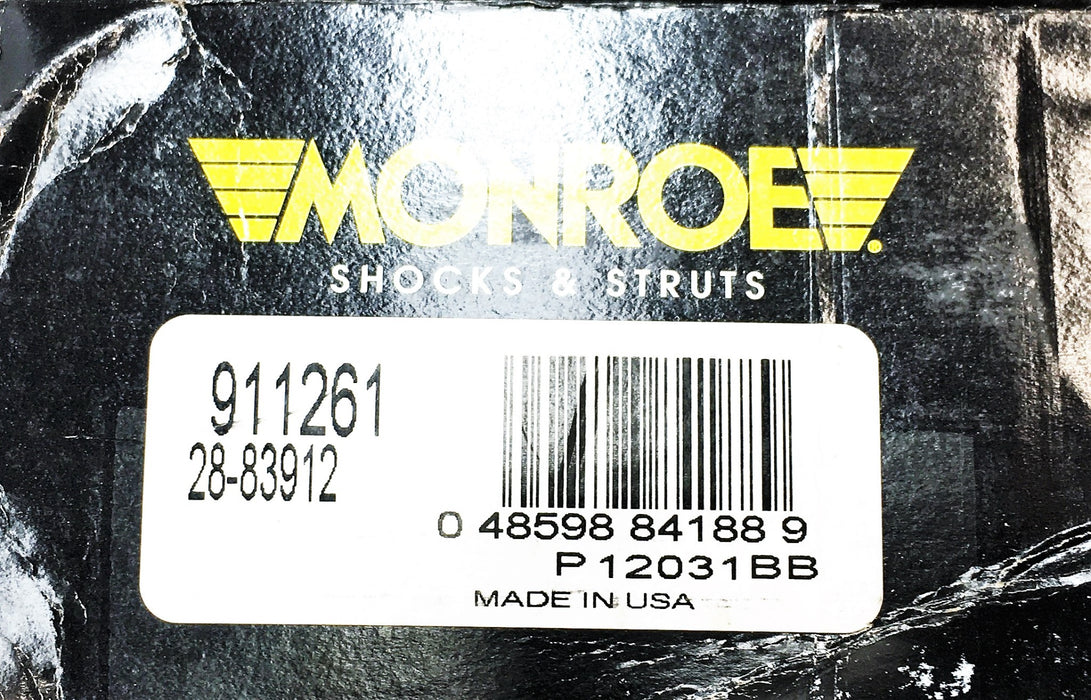 MONROE
SHOCKS & STRUTS
911261
28-83912
0 48598 84188 9
P12031BB
MADE IN USA